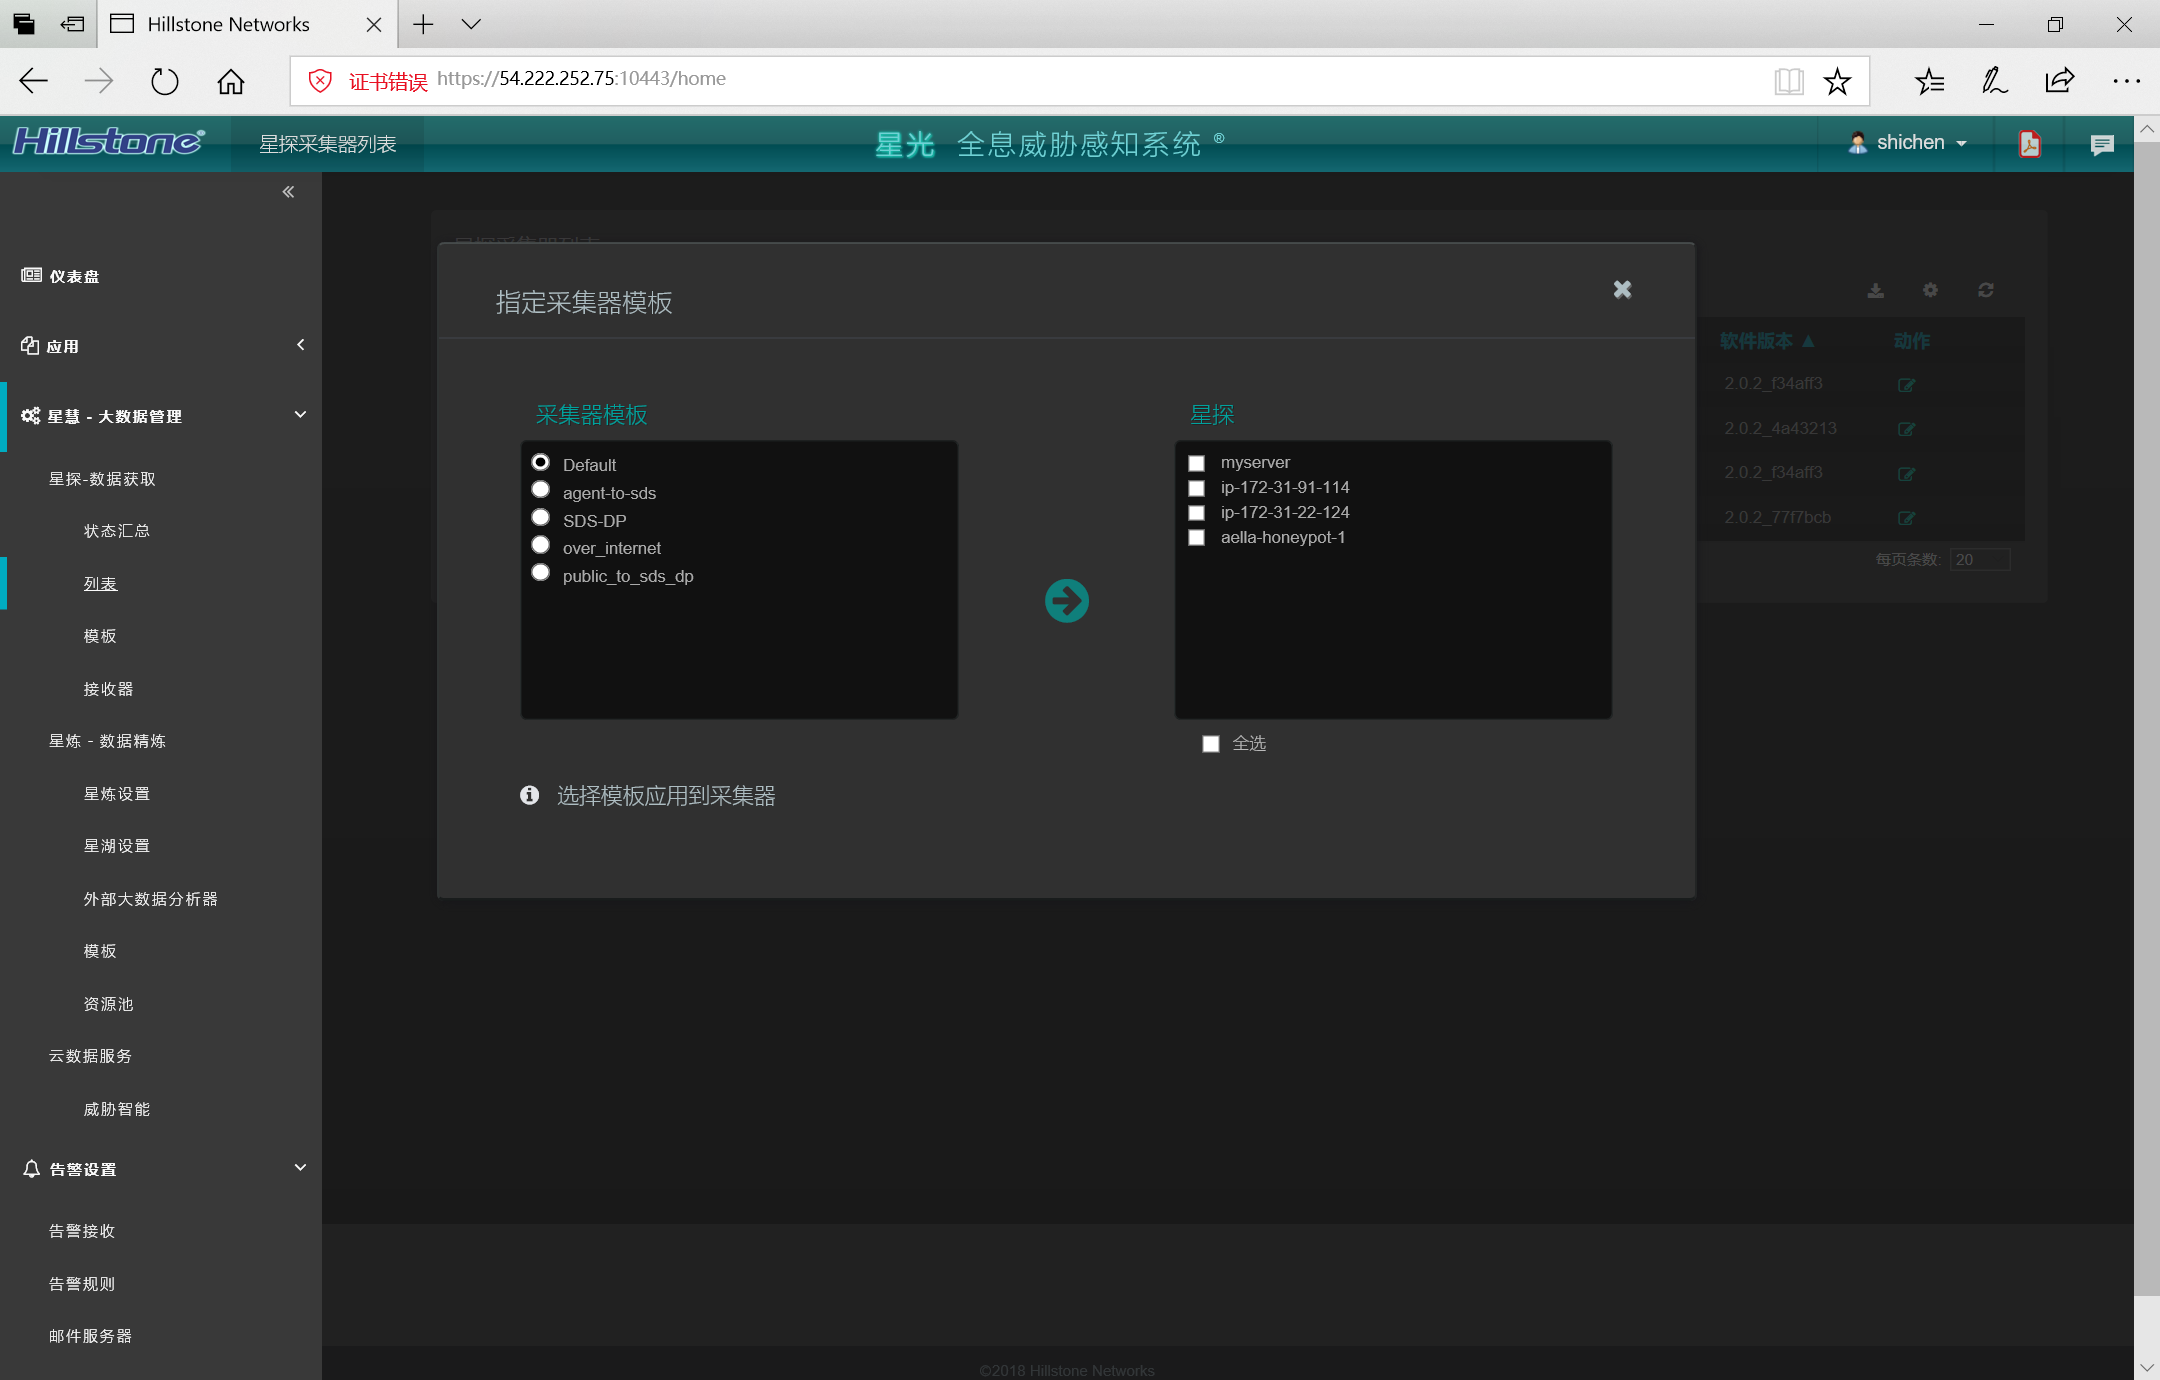 Hillstone Networks
证书错误 https://54.222.252.75:10443/home
Hillstone®
星探采集器列表
星光 全息威胁感知系统 ®
shichen
仪表盘
应用
星慧 - 大数据管理
星探-数据获取
状态汇总
列表
模板
接收器
星炼 - 数据精炼
星炼设置
星湖设置
外部大数据分析器
模板
资源池
云数据服务
威胁智能
告警设置
告警接收
告警规则
邮件服务器
星探采集器列表
指定采集器模板
采集器模板
Default
agent-to-sds
SDS-DP
over_internet
public_to_sds_dp
星探
myserver
ip-172-31-91-114
ip-172-31-22-124
aella-honeypot-1
全选
选择模板应用到采集器
软件版本 ▲ 动作
2.0.2_f34aff3
2.0.2_4a43213
2.0.2_f34aff3
2.0.2_77f7bcb
每页条数: 20
©2018 Hillstone Networks